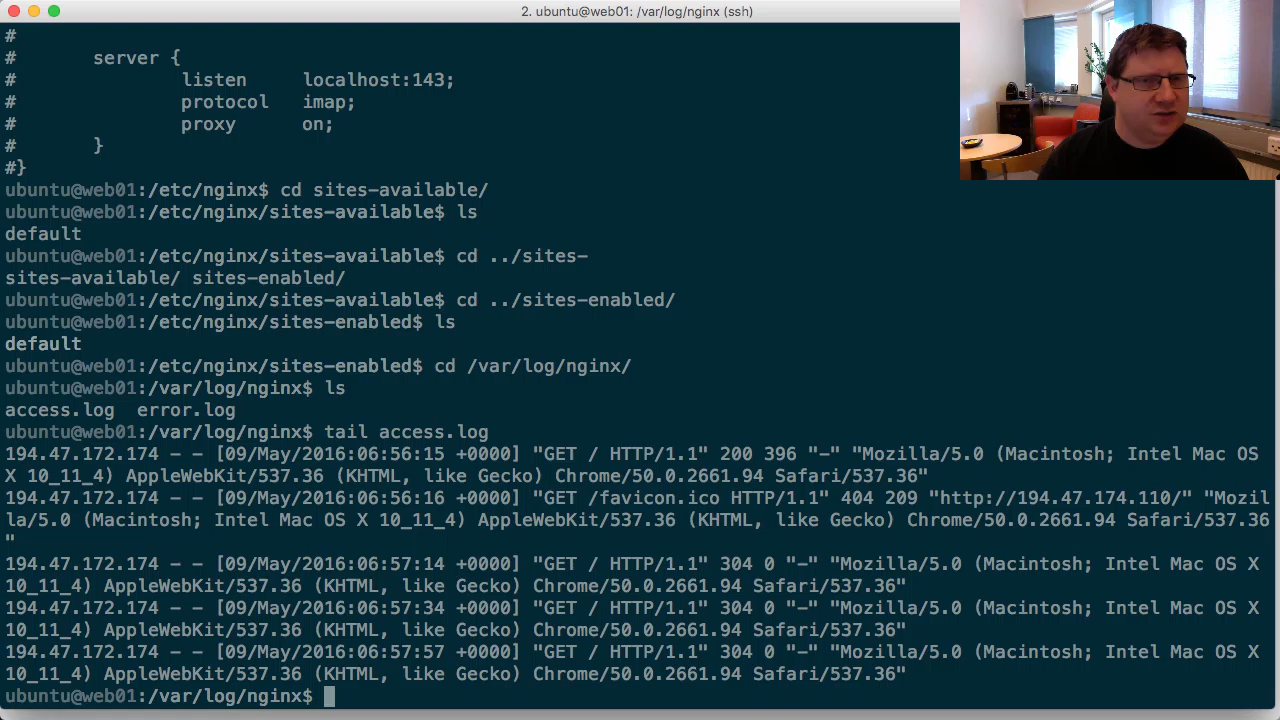 2. ubuntu@web01: /var/log/nginx (ssh)
#
#       server {
#               listen     localhost:143;
#               protocol   imap;
#               proxy      on;
#       }
#}
ubuntu@web01:/etc/nginx$ cd sites-available/
ubuntu@web01:/etc/nginx/sites-available$ ls
default
ubuntu@web01:/etc/nginx/sites-available$ cd ../sites-
sites-available/ sites-enabled/
ubuntu@web01:/etc/nginx/sites-available$ cd ../sites-enabled/
ubuntu@web01:/etc/nginx/sites-enabled$ ls
default
ubuntu@web01:/etc/nginx/sites-enabled$ cd /var/log/nginx/
ubuntu@web01:/var/log/nginx$ ls
access.log  error.log
ubuntu@web01:/var/log/nginx$ tail access.log
194.47.172.174 - - [09/May/2016:06:56:15 +0000] "GET / HTTP/1.1" 200 396 "-" "Mozilla/5.0 (Macintosh; Intel Mac OS
X 10_11_4) AppleWebKit/537.36 (KHTML, like Gecko) Chrome/50.0.2661.94 Safari/537.36"
194.47.172.174 - - [09/May/2016:06:56:16 +0000] "GET /favicon.ico HTTP/1.1" 404 209 "http://194.47.174.110/" "Mozil
la/5.0 (Macintosh; Intel Mac OS X 10_11_4) AppleWebKit/537.36 (KHTML, like Gecko) Chrome/50.0.2661.94 Safari/537.36
"
194.47.172.174 - - [09/May/2016:06:57:14 +0000] "GET / HTTP/1.1" 304 0 "-" "Mozilla/5.0 (Macintosh; Intel Mac OS X
10_11_4) AppleWebKit/537.36 (KHTML, like Gecko) Chrome/50.0.2661.94 Safari/537.36"
194.47.172.174 - - [09/May/2016:06:57:34 +0000] "GET / HTTP/1.1" 304 0 "-" "Mozilla/5.0 (Macintosh; Intel Mac OS X
10_11_4) AppleWebKit/537.36 (KHTML, like Gecko) Chrome/50.0.2661.94 Safari/537.36"
194.47.172.174 - - [09/May/2016:06:57:57 +0000] "GET / HTTP/1.1" 304 0 "-" "Mozilla/5.0 (Macintosh; Intel Mac OS X
10_11_4) AppleWebKit/537.36 (KHTML, like Gecko) Chrome/50.0.2661.94 Safari/537.36"
ubuntu@web01:/var/log/nginx$